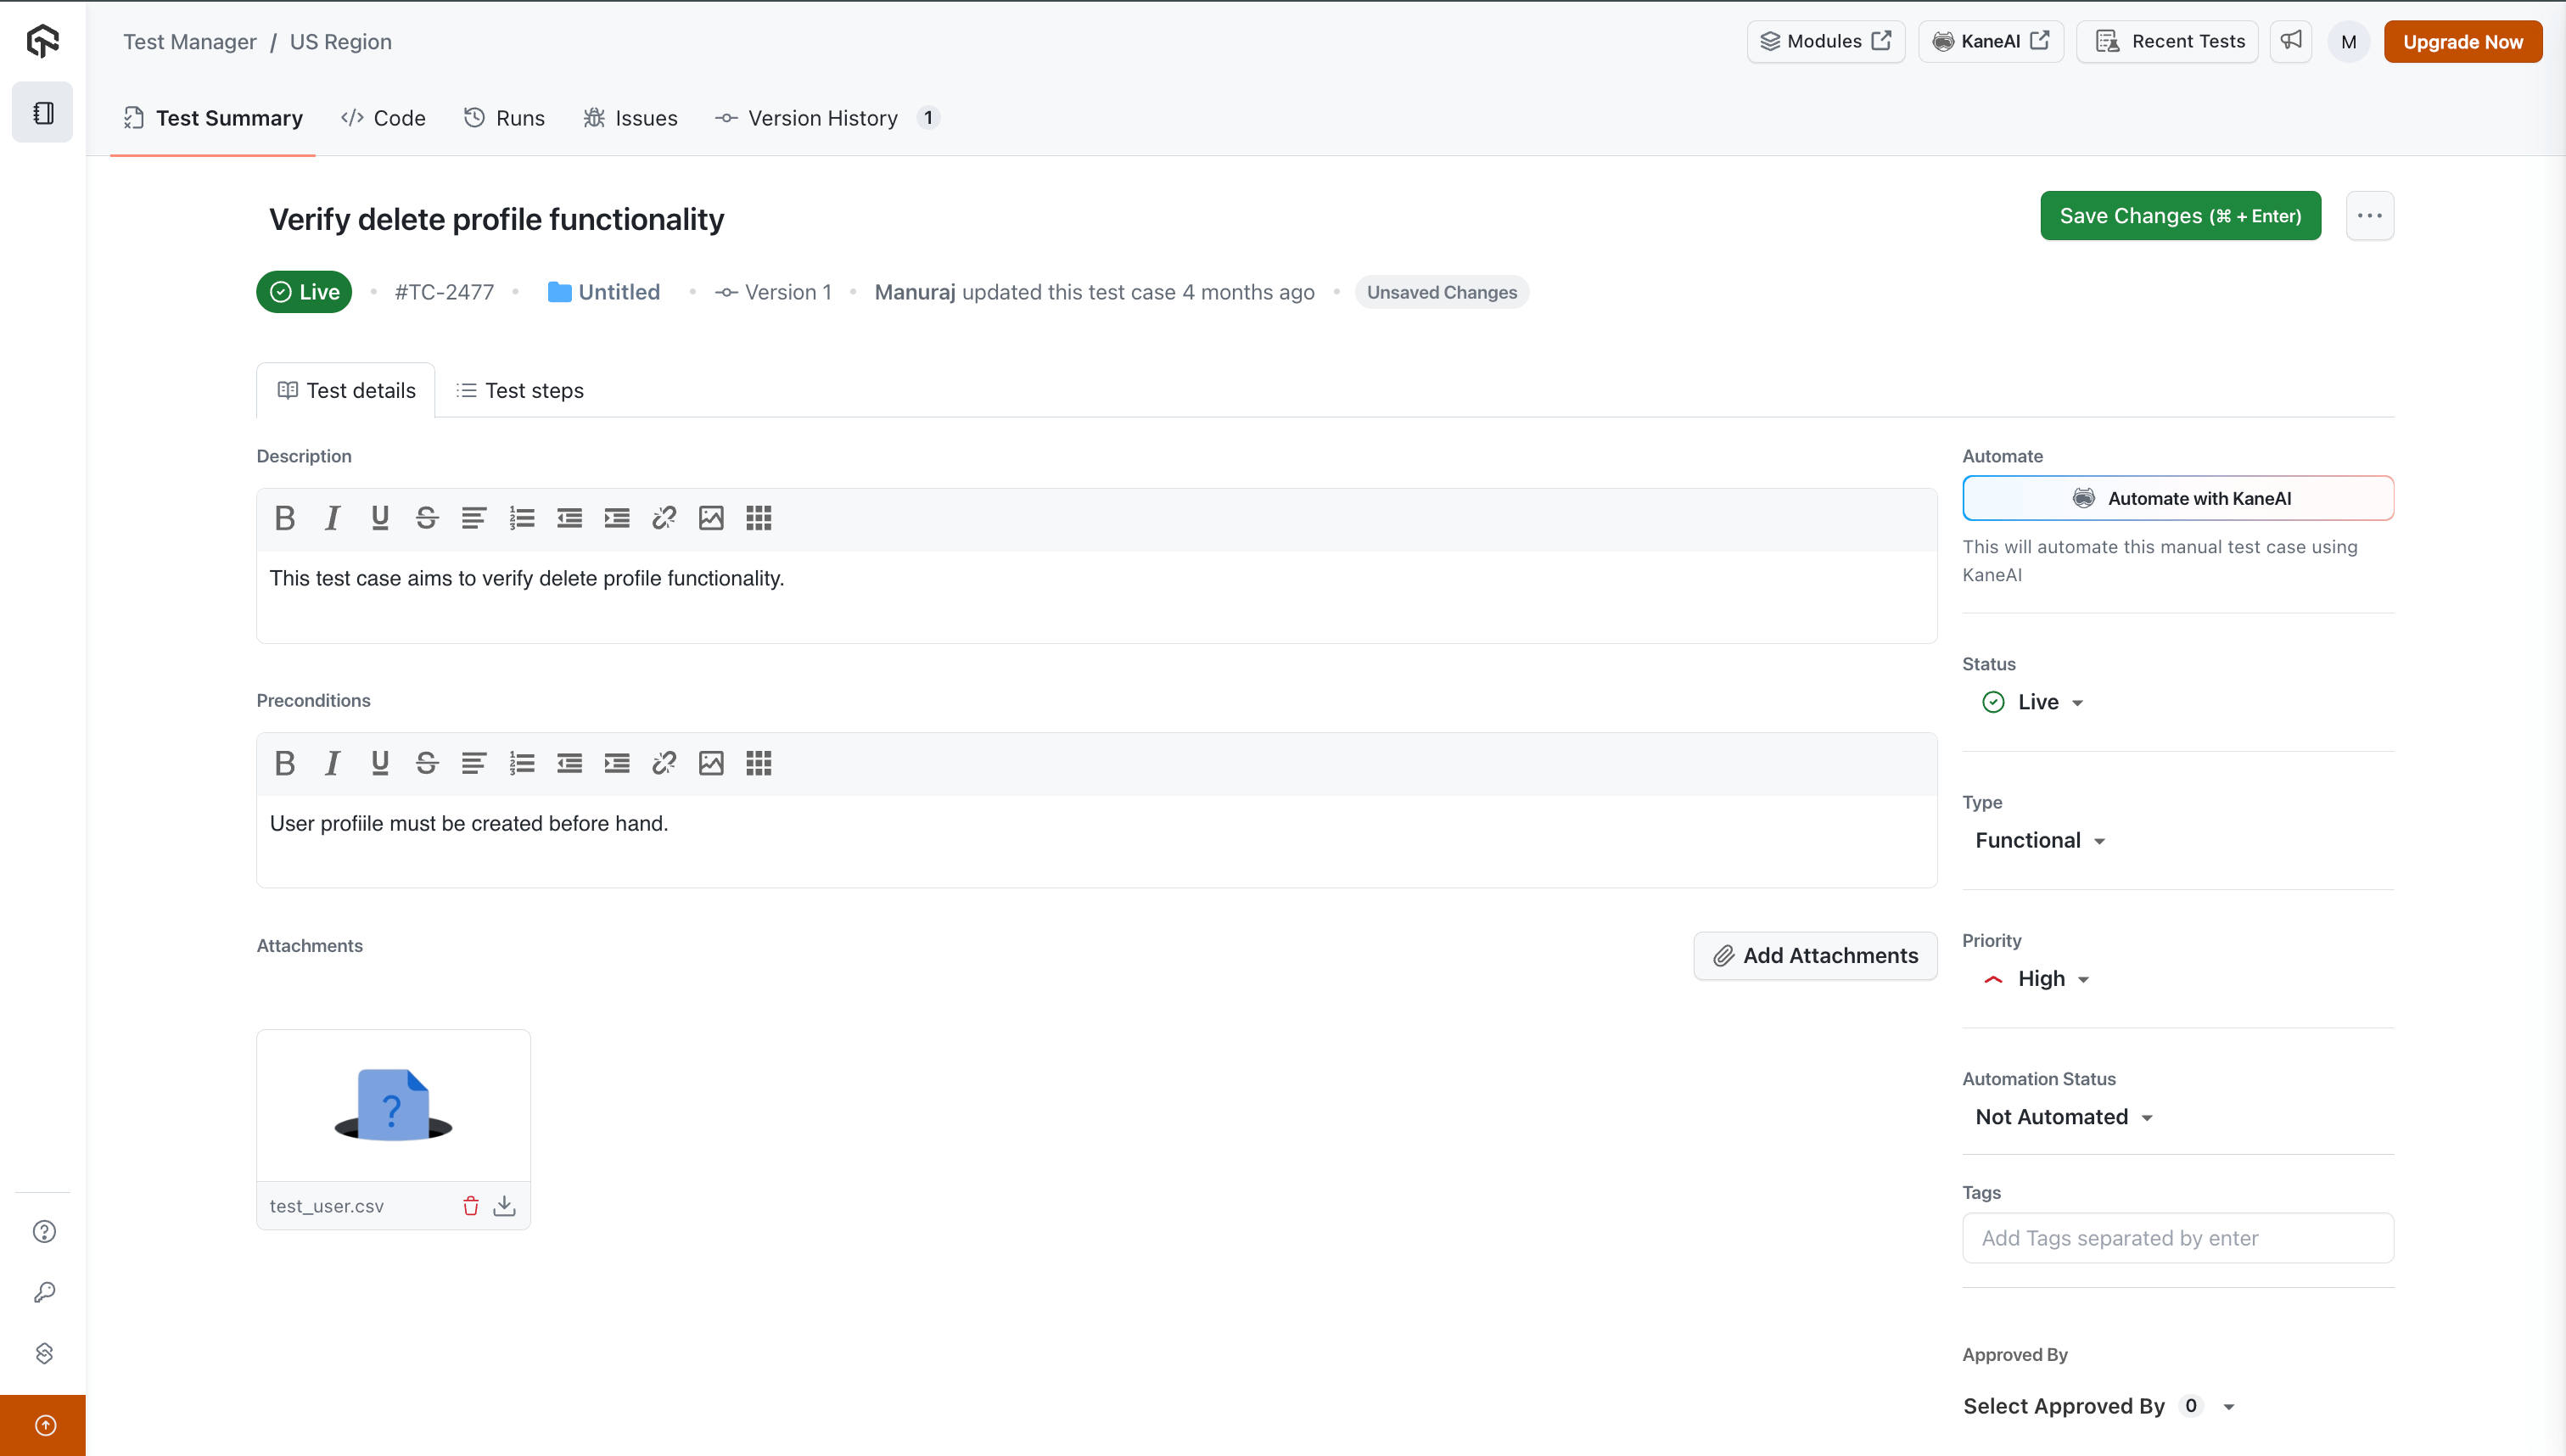 Test Manager / US Region
Modules
KaneAI
Recent Tests
M
Upgrade Now
Test Summary
Code
Runs
Issues
Version History 1
Verify delete profile functionality
Save Changes (⌘ + Enter)
Live
#TC-2477
Untitled
Version 1
Manuraj updated this test case 4 months ago
Unsaved Changes
Test details
Test steps
Description
This test case aims to verify delete profile functionality.
Preconditions
User profiile must be created before hand.
Attachments
Add Attachments
?
test_user.csv
Automate
Automate with KaneAI
This will automate this manual test case using
KaneAI
Status
Live
Type
Functional
Priority
High
Automation Status
Not Automated
Tags
Add Tags separated by enter
Approved By
Select Approved By 0